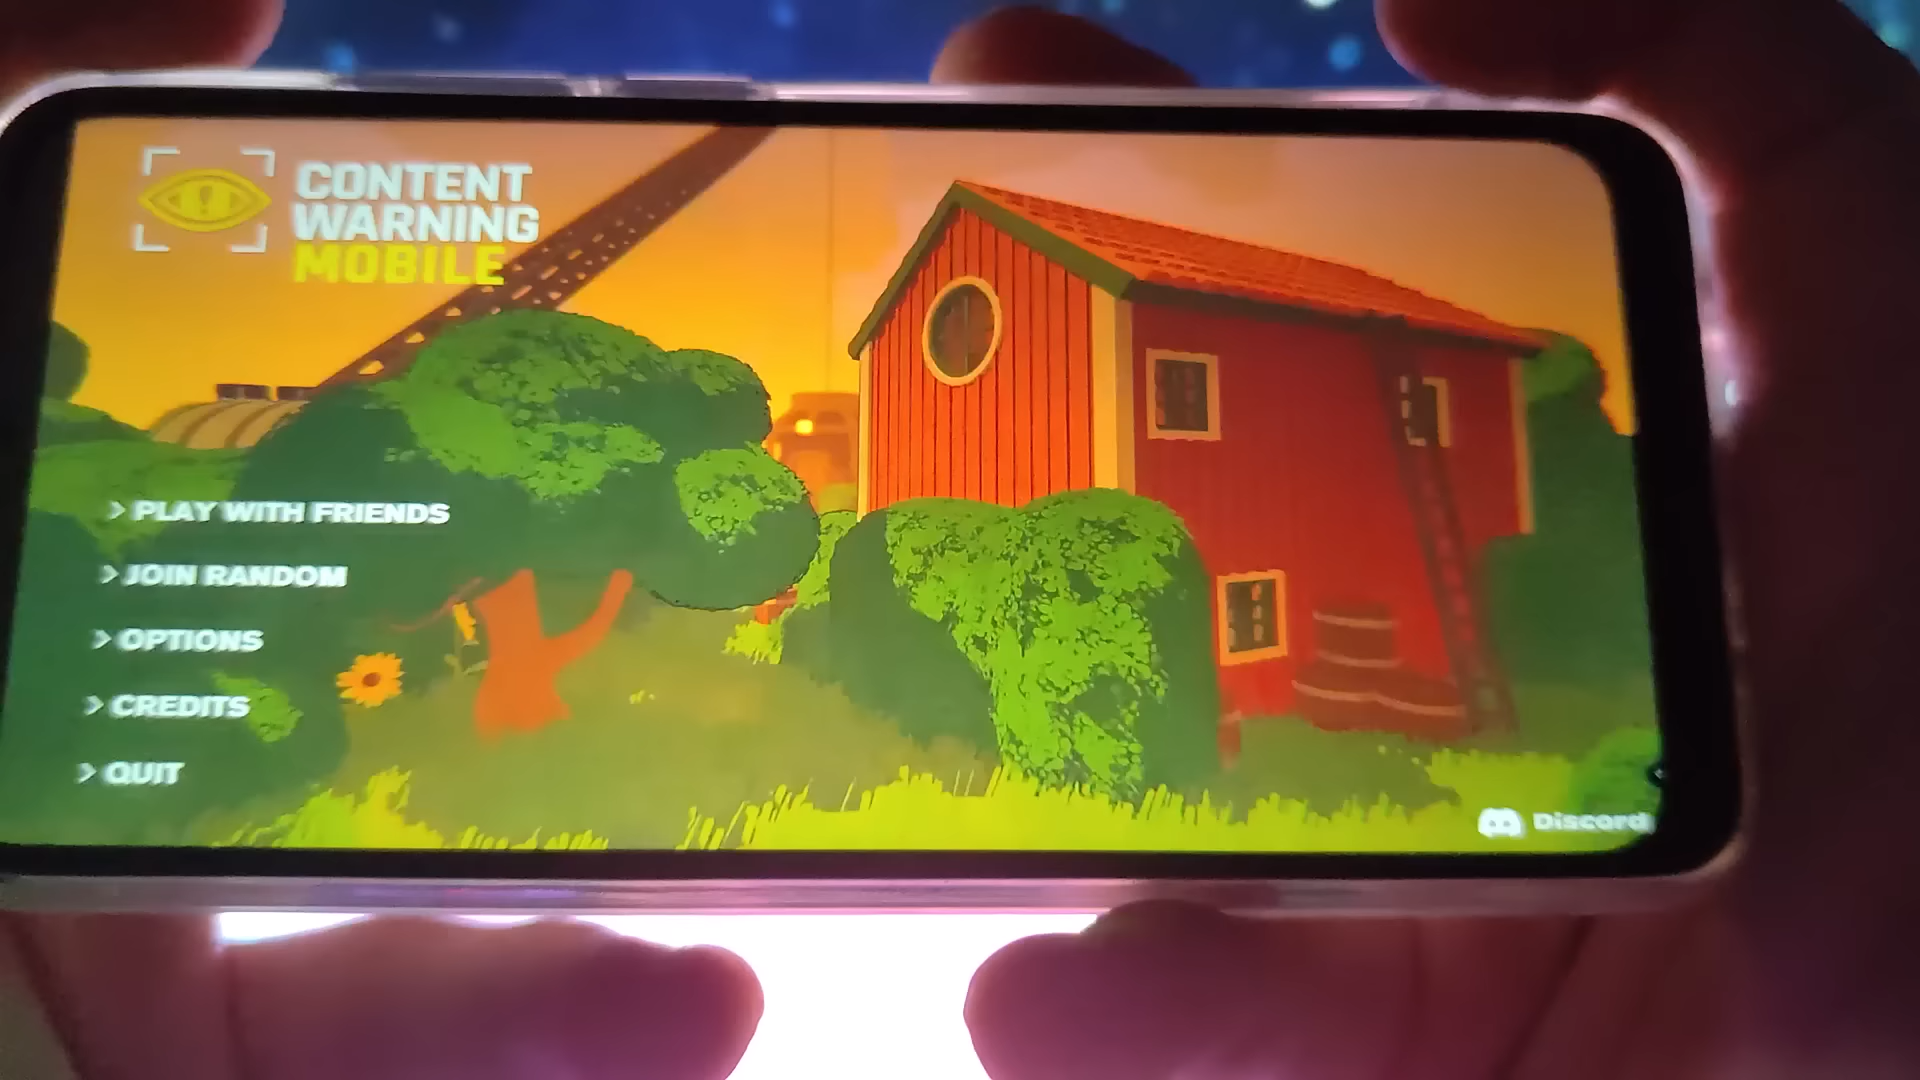 CONTENT
WARNING
MOBILE
> PLAY WITH FRIENDS
> JOIN RANDOM
> OPTIONS
> CREDITS
> QUIT
Discord